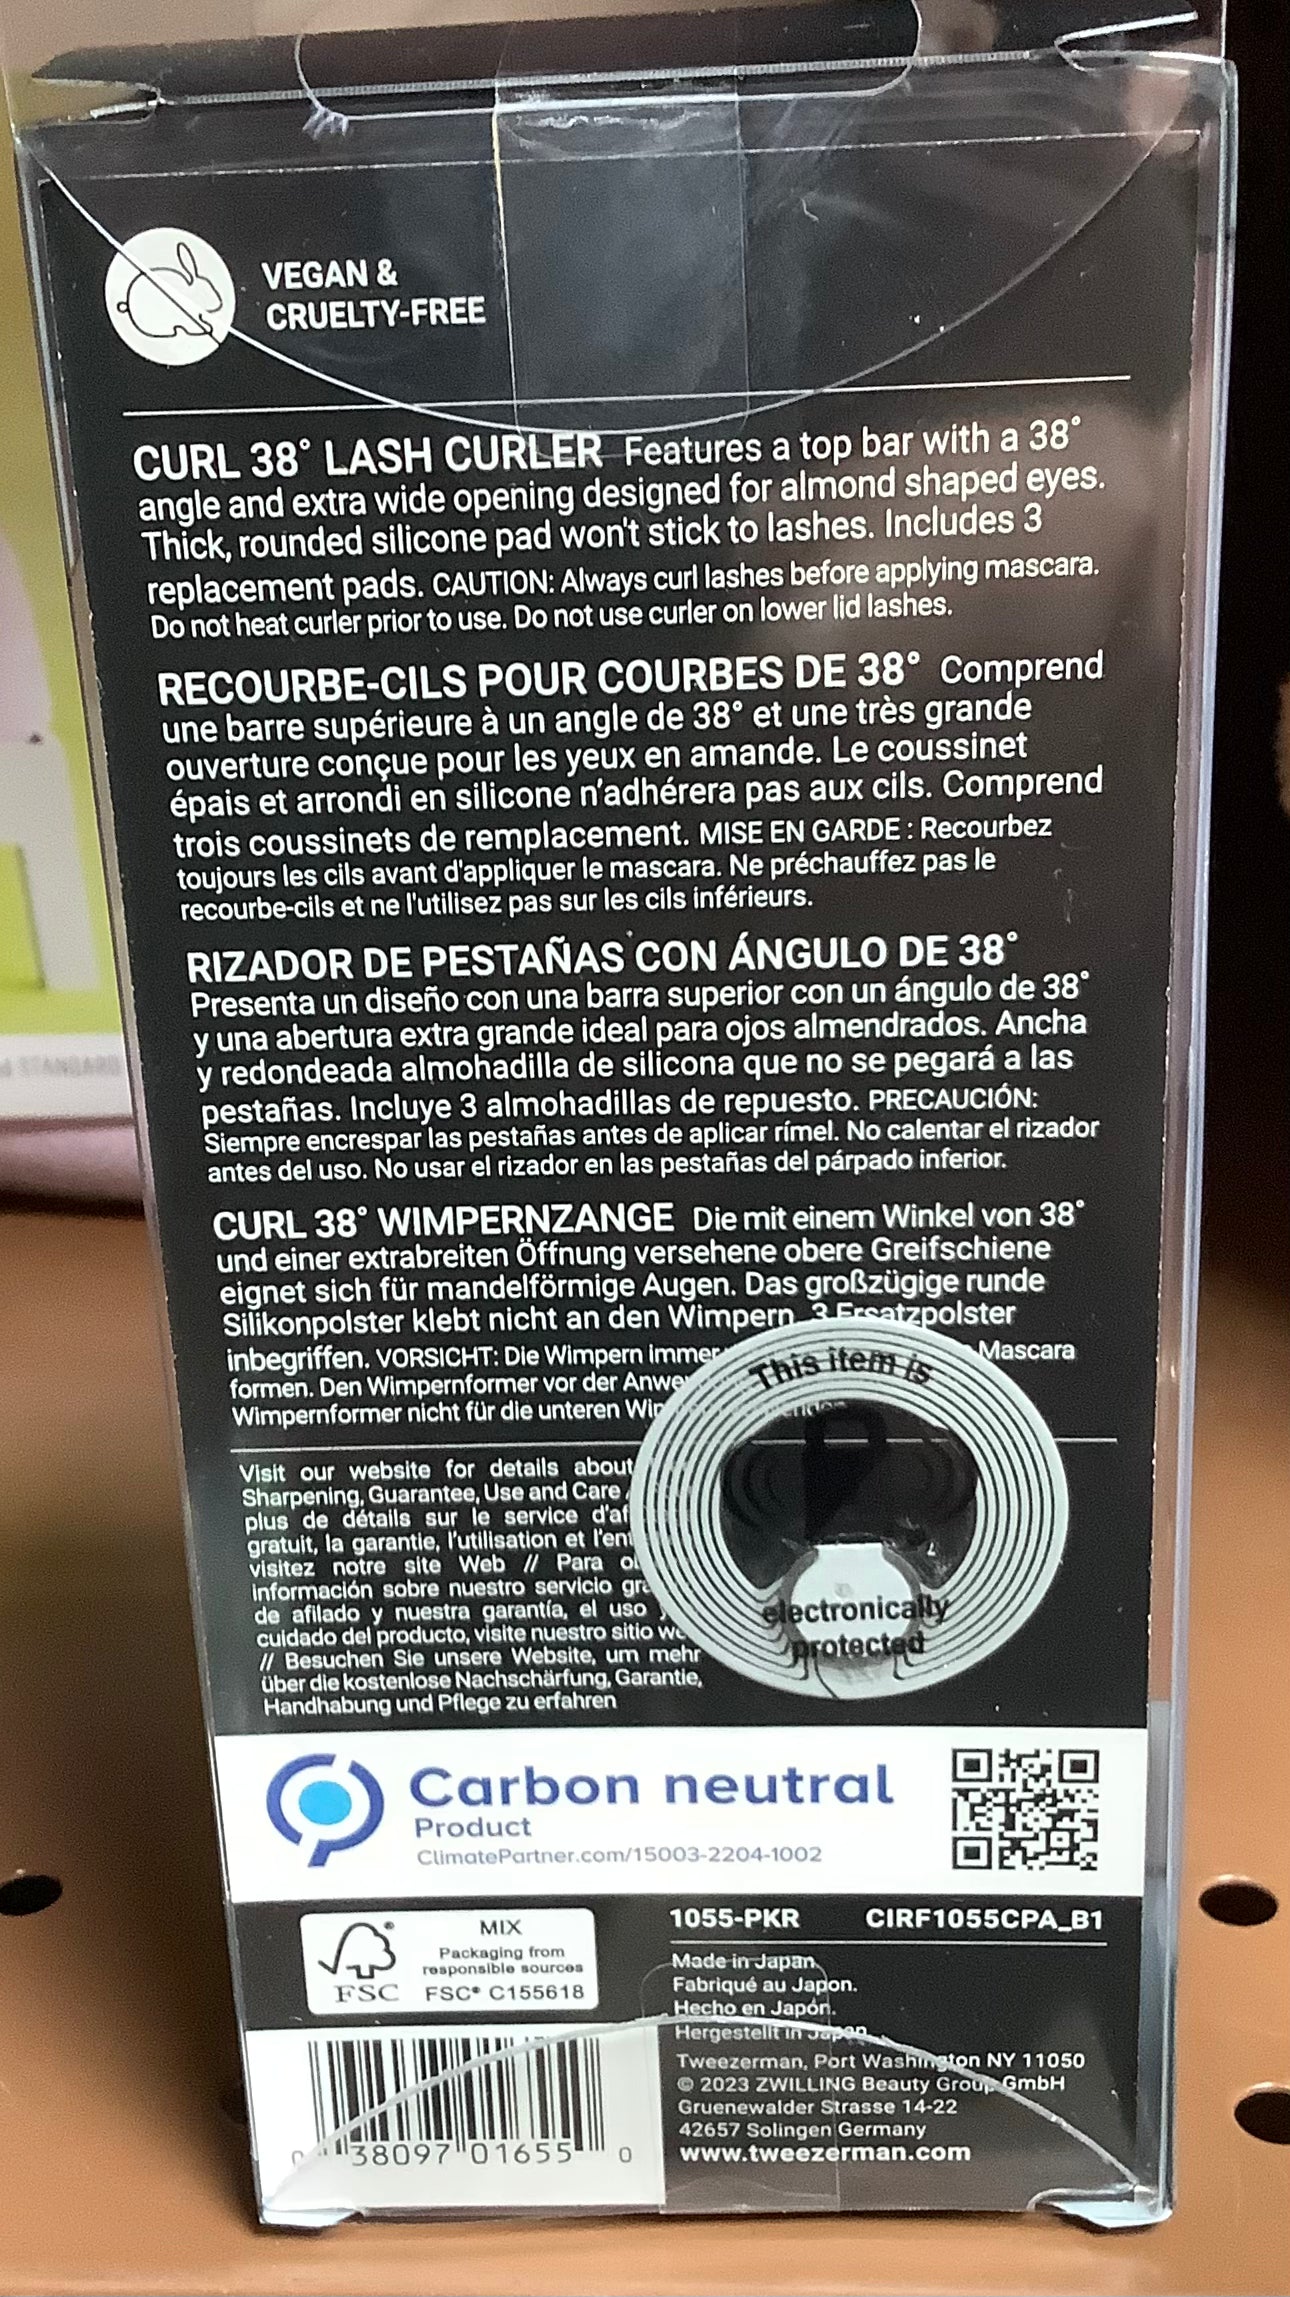 VEGAN &
CRUELTY-FREE
CURL 38° LASH CURLER Features a top bar with a 38°
angle and extra wide opening designed for almond shaped eyes.
Thick, rounded silicone pad won't stick to lashes. Includes 3
replacement pads. CAUTION: Always curl lashes before applying mascara.
Do not heat curler prior to use. Do not use curler on lower lid lashes.
RECOURBE-CILS POUR COURBES DE 38° Comprend
une barre supérieure à un angle de 38° et une très grande
ouverture conçue pour les yeux en amande. Le coussinet
épais et arrondi en silicone n'adhérera pas aux cils. Comprend
trois coussinets de remplacement. MISE EN GARDE : Recourbez
toujours les cils avant d'appliquer le mascara. Ne préchauffez pas le
recourbe-cils et ne l'utilisez pas sur les cils inférieurs.
RIZADOR DE PESTAÑAS CON ÁNGULO DE 38°
Presenta un diseño con una barra superior con un ángulo de 38°
y una abertura extra grande ideal para ojos almendrados. Ancha
y redondeada almohadilla de silicona que no se pegará a las
pestañas. Incluye 3 almohadillas de repuesto. PRECAUCIÓN:
Siempre encrespar las pestañas antes de aplicar rímel. No calentar el rizador
antes del uso. No usar el rizador en las pestañas del párpado inferior.
CURL 38° WIMPERNZANGE Die mit einem Winkel von 38°
und einer extrabreiten Öffnung versehene obere Greifschiene
eignet sich für mandelförmige Augen. Das großzügige runde
Silikonpolster klebt nicht an den Wimpern. 3 Ersatzpolster
inbegriffen. VORSICHT: Die Wimpern immer Mascara
formen. Den Wimpernformer vor der
Wimpernformer nicht für die unteren
This item is
electronically
protected
Visit our website for details about
Sharpening, Guarantee, Use and Care
plus de détails sur le service
gratuit, la garantie, l'utilisation et
visitez notre site Web // Para
información sobre nuestro servicio
de afilado y nuestra garantía, el uso
cuidado del producto, visite nuestro sitio
// Besuchen Sie unsere Website, um mehr
über die kostenlose Nachschärfung, Garantie,
Handhabung und Pflege zu erfahren
Carbon neutral
Product
ClimatePartner.com/15003-2204-1002
MIX
Packaging from
responsible sources
FSC FSC® C155618
1055-PKR CIRF1055CPA_B1
Made in Japan.
Fabriqué au Japon.
Hecho en Japón.
Hergestellt in Japan.
Tweezerman, Port Washington NY 11050
© 2023 ZWILLING Beauty Group GmbH
Gruenewalder Strasse 14-22
42657 Solingen Germany
www.tweezerman.com
0 38097 01655 0
STANDARD